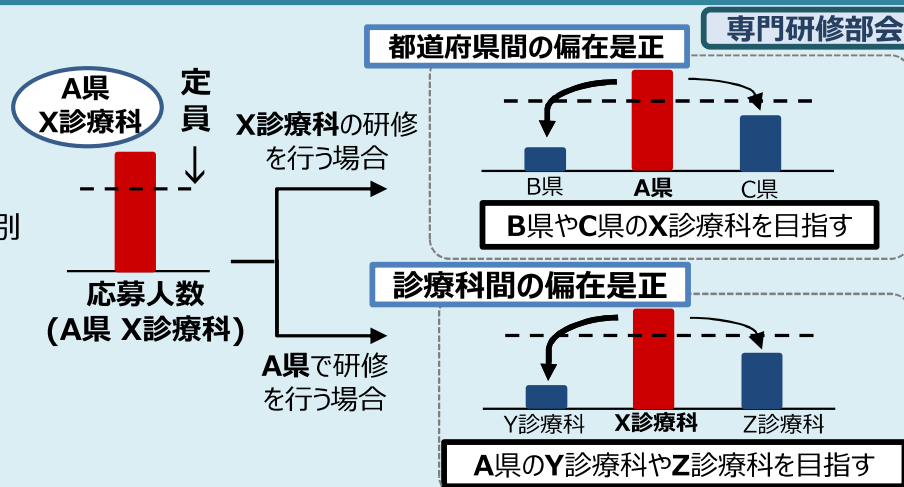 専門研修部会
都道府県間の偏在是正
A県
X診療科
定
員
X診療科の研修
を行う場合
B県
A県
C県
B県やC県のX診療科を目指す
別
応募人数
(A県 X診療科)
診療科間の偏在是正
A県で研修
を行う場合
Y診療科
X診療科
Z診療科
A県のY診療科やZ診療科を目指す